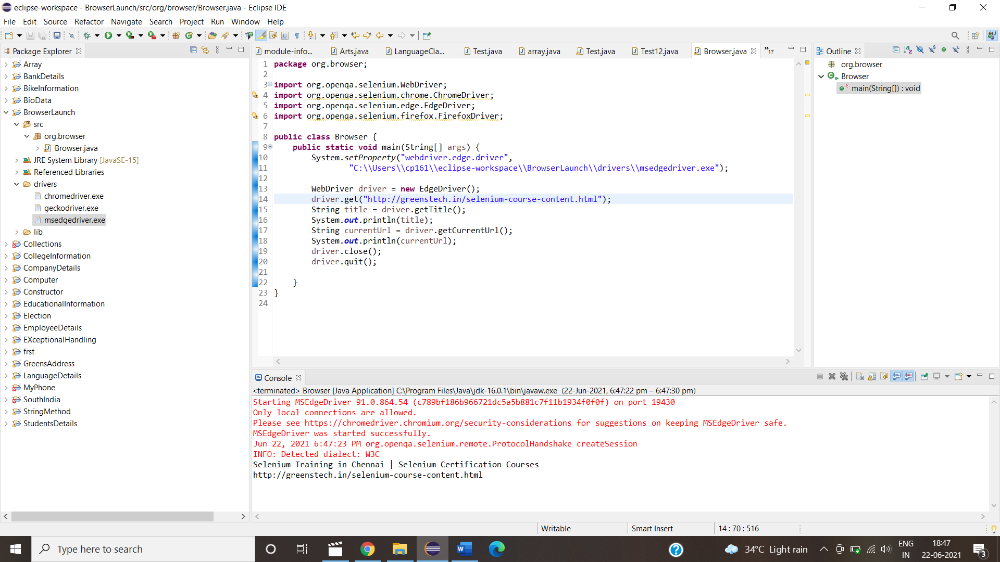 eclipse-workspace - BrowserLaunch/src/org/browser/Browser.java - Eclipse IDE
File Edit Source Refactor Navigate Search Project Run Window Help
Package Explorer
Array
BankDetails
BikeInformation
BioData
BrowserLaunch
src
org.browser
Browser.java
JRE System Library [JavaSE-15]
Referenced Libraries
drivers
chromedriver.exe
geckodriver.exe
msedgedriver.exe
lib
Collections
CollegeInformation
CompanyDetails
Computer
Constructor
EducationalInformation
Election
EmployeeDetails
EXceptionalHandling
frst
GreensAddress
LanguageDetails
MyPhone
SouthIndia
StringMethod
StudentsDetails
module-info... Arts.java LanguageCla... Test.java array.java Test.java Test12.java Browser.java »17
1 package org.browser;
2
3 import org.openqa.selenium.WebDriver;
4 import org.openqa.selenium.chrome.ChromeDriver;
5 import org.openqa.selenium.edge.EdgeDriver;
6 import org.openqa.selenium.firefox.FirefoxDriver;
7
8 public class Browser {
9 public static void main(String[] args) {
10 System.setProperty("webdriver.edge.driver",
11 "C:\\Users\\cp161\\eclipse-workspace\\BrowserLaunch\\drivers\\msedgedriver.exe");
12
13 WebDriver driver = new EdgeDriver();
14 driver.get("http://greenstech.in/selenium-course-content.html");
15 String title = driver.getTitle();
16 System.out.println(title);
17 String currentUrl = driver.getCurrentUrl();
18 System.out.println(currentUrl);
19 driver.close();
20 driver.quit();
21
22 }
23 }
24
Outline
org.browser
Browser
main(String[]) : void
Console
<terminated> Browser [Java Application] C:\Program Files\Java\jdk-16.0.1\bin\javaw.exe (22-Jun-2021, 6:47:22 pm – 6:47:30 pm)
Starting MSEdgeDriver 91.0.864.54 (c789bf186b966721dc5a5b881c7f11b1934f0f0f) on port 19430
Only local connections are allowed.
Please see https://chromedriver.chromium.org/security-considerations for suggestions on keeping MSEdgeDriver safe.
MSEdgeDriver was started successfully.
Jun 22, 2021 6:47:23 PM org.openqa.selenium.remote.ProtocolHandshake createSession
INFO: Detected dialect: W3C
Selenium Training in Chennai | Selenium Certification Courses
http://greenstech.in/selenium-course-content.html
Writable Smart Insert 14 : 70 : 516
Type here to search
34°C Light rain
ENG
IN
18:47
22-06-2021
3